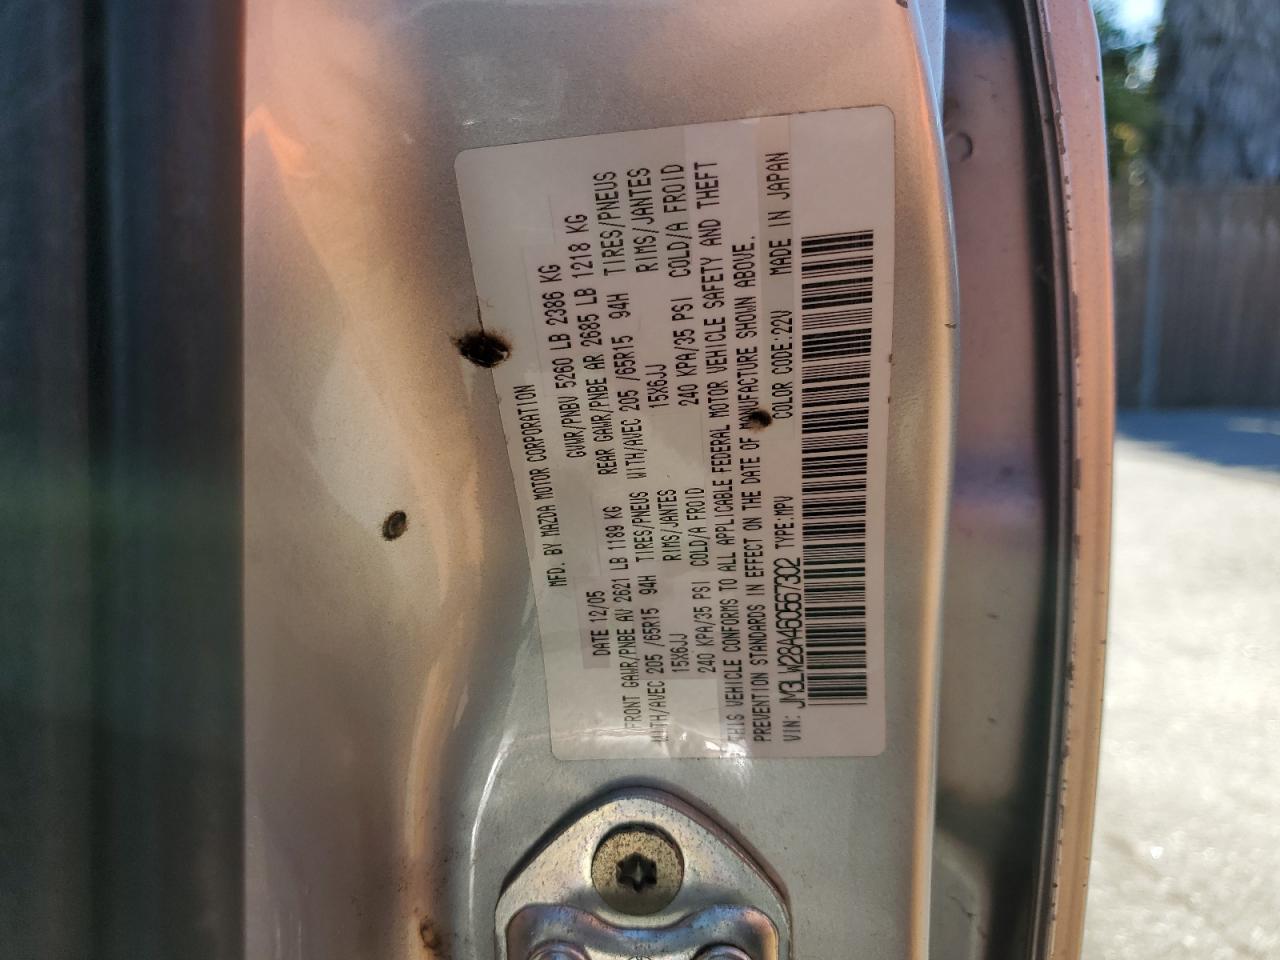 MFD. BY MAZDA MOTOR CORPORATION
DATE 12/05 GVWR/PNBV 5260 LB 2386 KG
FRONT GAWR/PNBE AV 2621 LB 1189 KG REAR GAWR/PNBE AR 2685 LB 1218 KG
WITH/AVEC 205 /65R15 94H TIRES/PNEUS WITH/AVEC 205 /65R15 94H TIRES/PNEUS
15X6JJ RIMS/JANTES 15X6JJ RIMS/JANTES
240 KPA/35 PSI COLD/A FROID 240 KPA/35 PSI COLD/A FROID
THIS VEHICLE CONFORMS TO ALL APPLICABLE FEDERAL MOTOR VEHICLE SAFETY AND THEFT
PREVENTION STANDARDS IN EFFECT ON THE DATE OF MANUFACTURE SHOWN ABOVE.
VIN: JM3LW28A460567302 TYPE:MPV COLOR CODE:22V MADE IN JAPAN